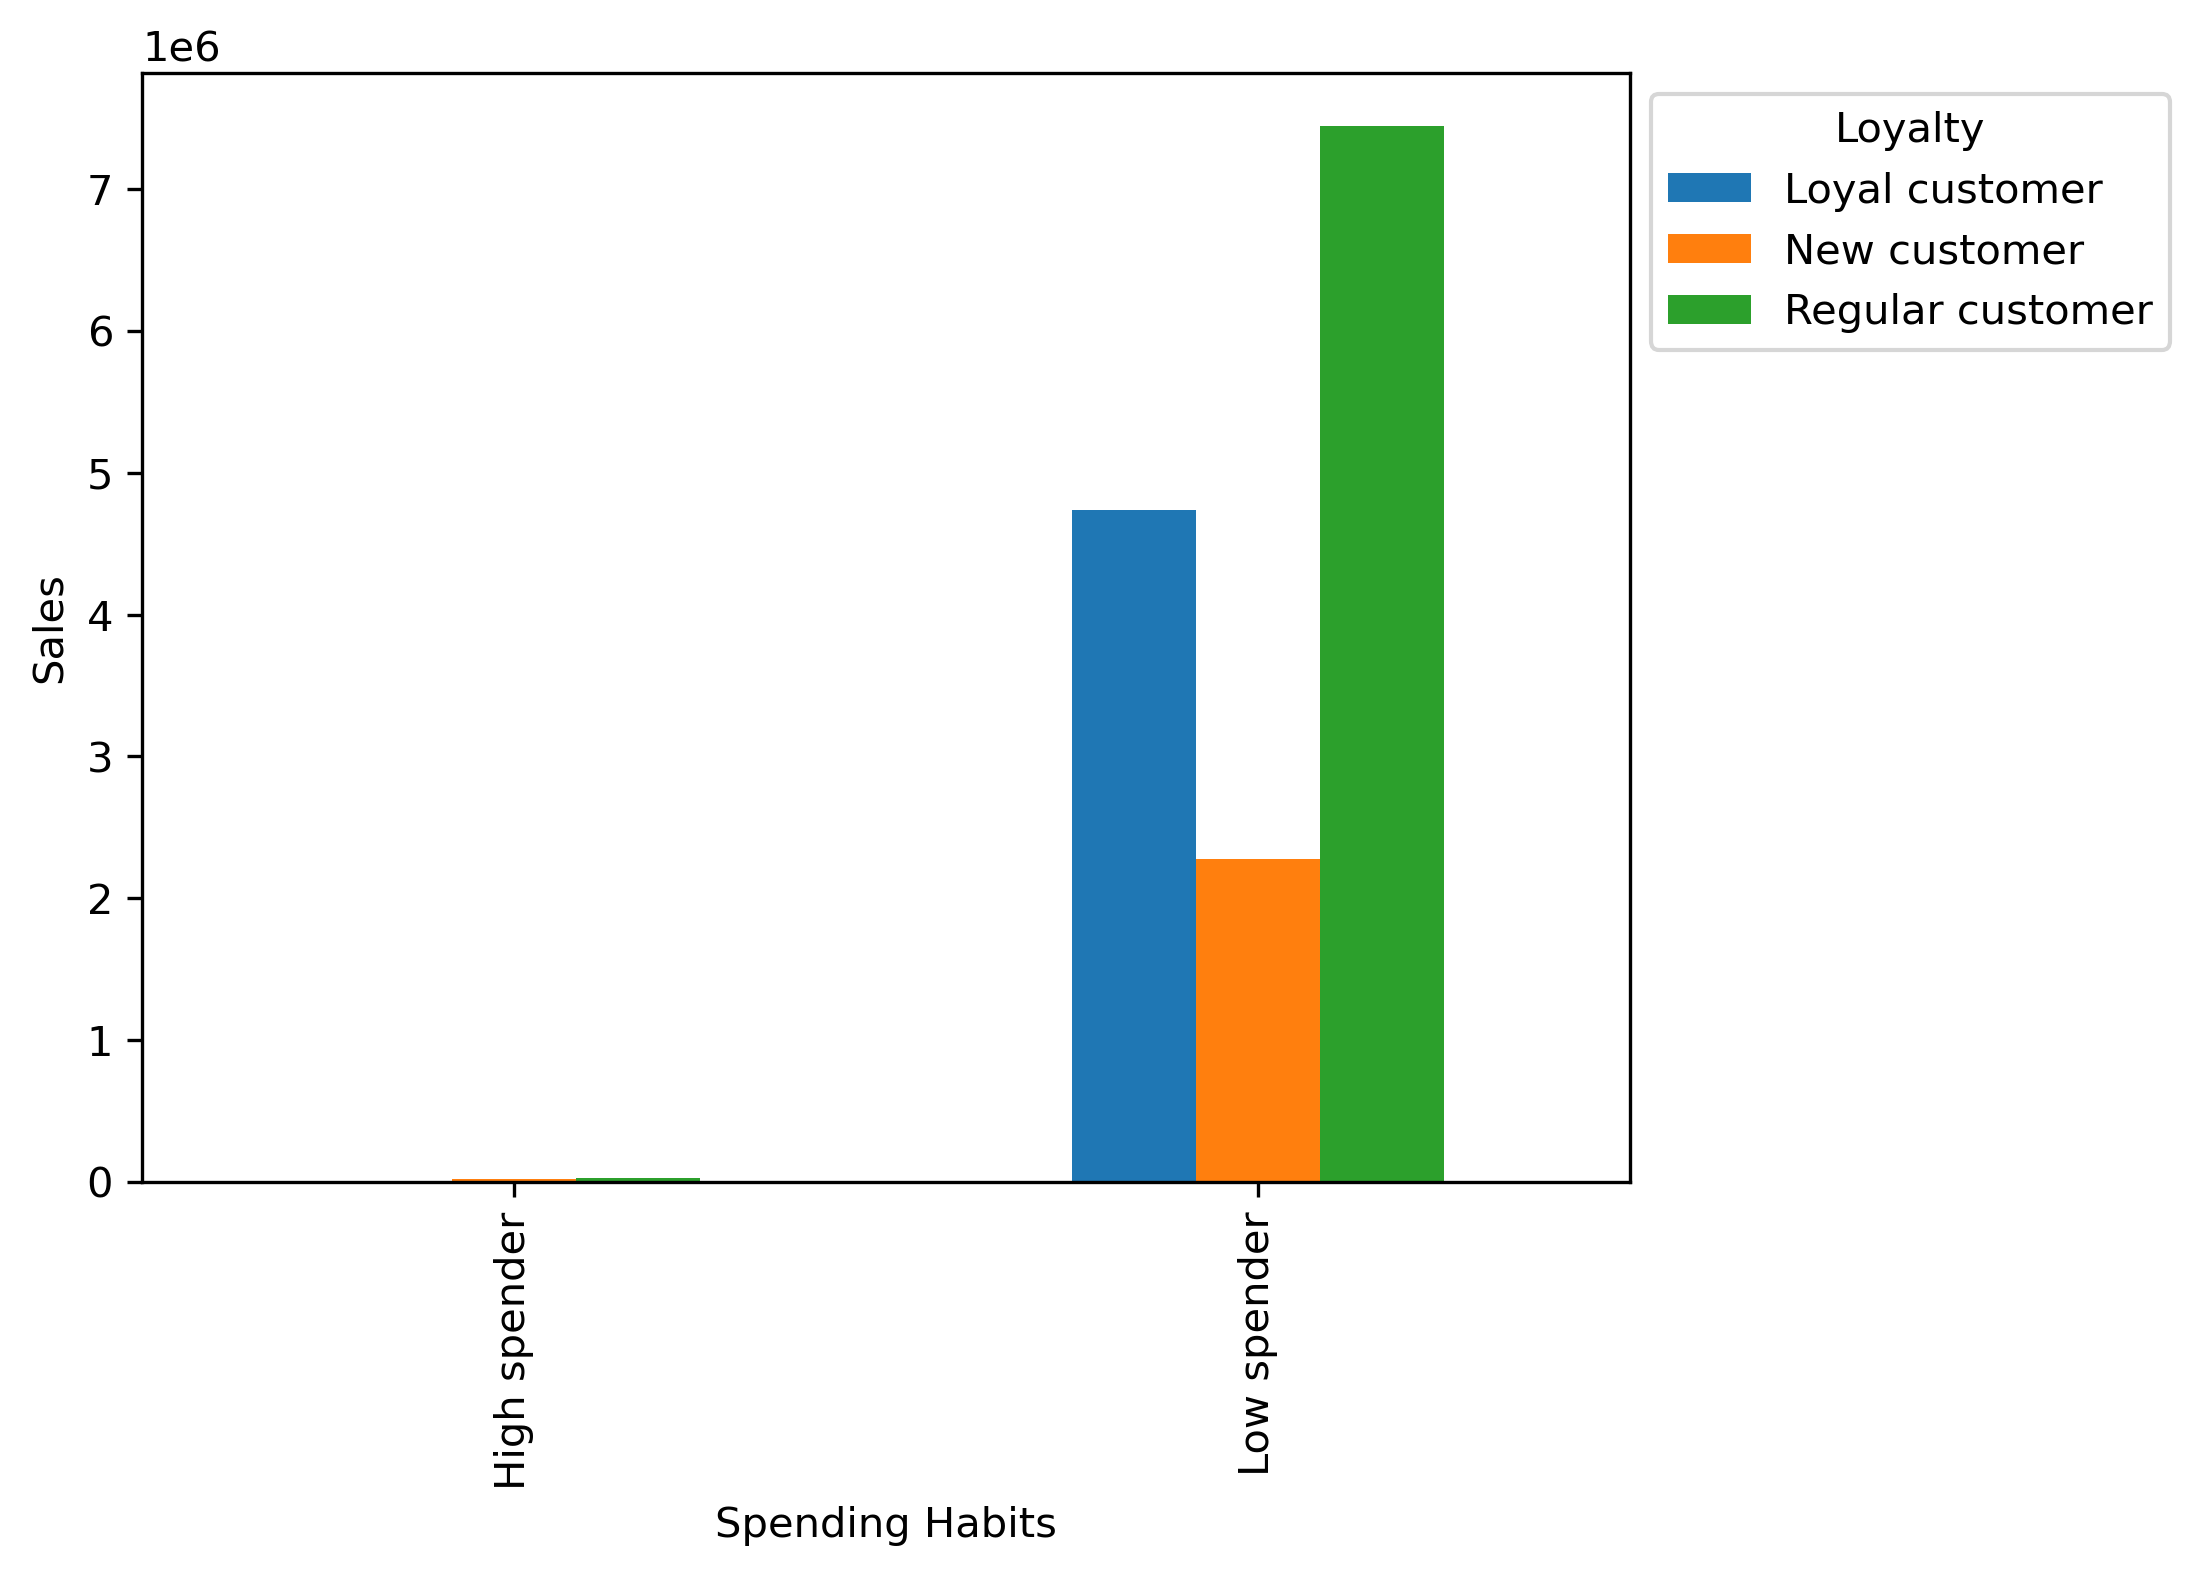 1e6
Loyalty
Loyal customer
New customer
Regular customer
7
6
5
4
3
2
1
0
Sales
High spender
Low spender
Spending Habits